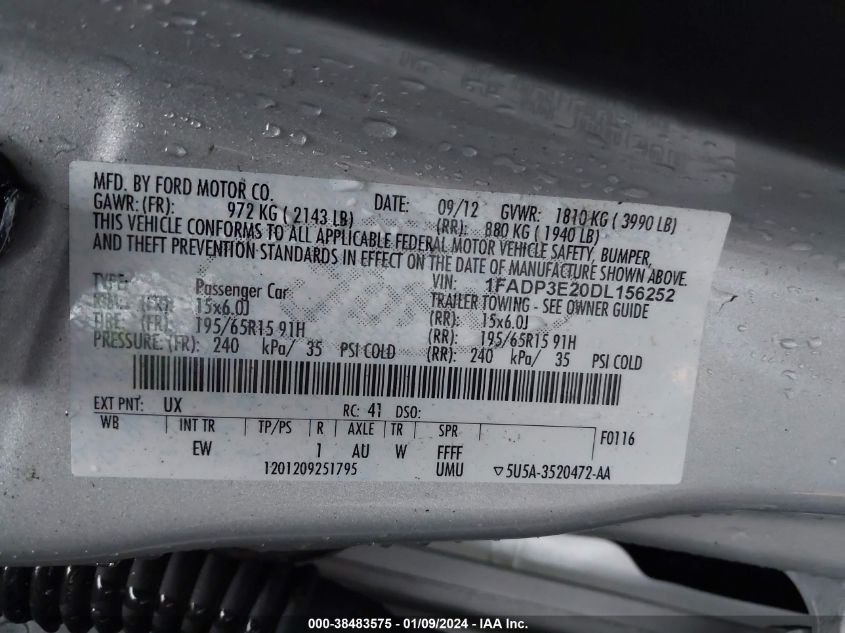 MFD. BY FORD MOTOR CO. DATE: 09/12 GVWR: 1810 KG ( 3990 LB)
GAWR: (FR): 972 KG ( 2143 LB) (RR): 880 KG ( 1940 LB)
THIS VEHICLE CONFORMS TO ALL APPLICABLE FEDERAL MOTOR VEHICLE SAFETY, BUMPER,
AND THEFT PREVENTION STANDARDS IN EFFECT ON THE DATE OF MANUFACTURE SHOWN ABOVE.
VIN: 1FADP3E20DL156252
TYPE: Passenger Car TRAILER TOWING - SEE OWNER GUIDE
RIM: (FR): 15x6.0J (RR): 15x6.0J
TIRE: (FR): 195/65R15 91H (RR): 195/65R15 91H
PRESSURE: (FR): 240 kPa/ 35 PSI COLD (RR): 240 kPa/ 35 PSI COLD
EXT PNT: UX RC: 41 DSO:
WB INT TR TP/PS R AXLE TR SPR F0116
EW 1 AU W FFFF
1201209251795 UMU ▽5U5A-3520472-AA
000-38483575 - 01/09/2024 - IAA Inc.